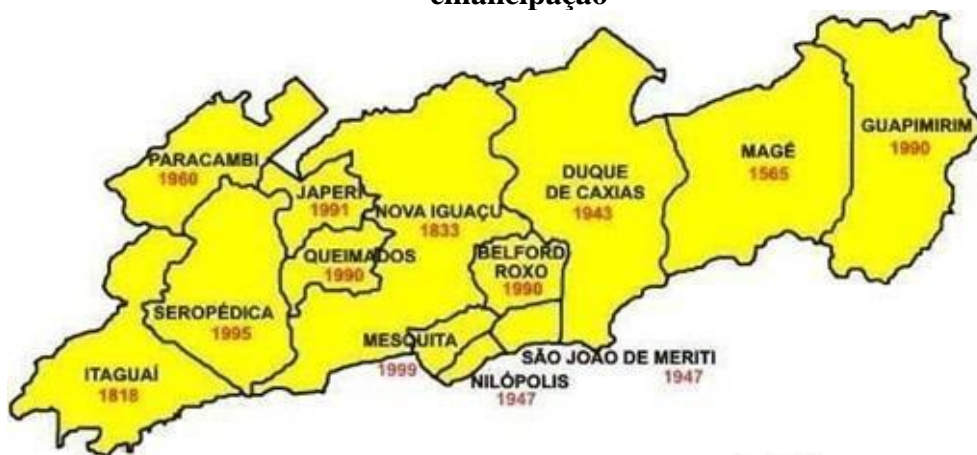 emancipação
PARACAMBI
1960
JAPERI
1991
NOVA IGUAÇU
1833
DUQUE
DE CAXIAS
1943
MAGÉ
1565
GUAPIMIRIM
1990
QUEIMADOS
1990
BELFORD
ROXO
1990
SEROPÉDICA
1995
MESQUITA
1999
SÃO JOÃO DE MERITI
1947
NILÓPOLIS
1947
ITAGUAÍ
1818